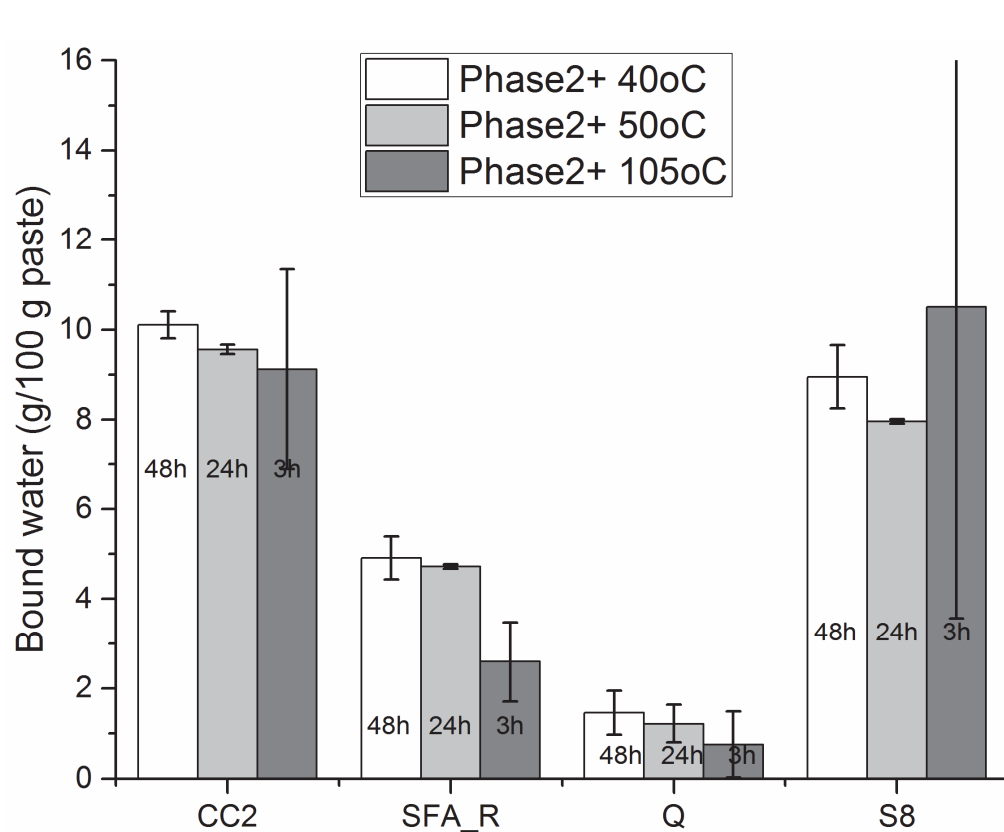 Phase2+ 40oC
Phase2+ 50oC
Phase2+ 105oC
Bound water (g/100 g paste)
16
14
12
10
8
6
4
2
0
48h 24h 3h
48h 24h 3h
48h 24h 3h
48h 24h 3h
CC2 SFA_R Q S8